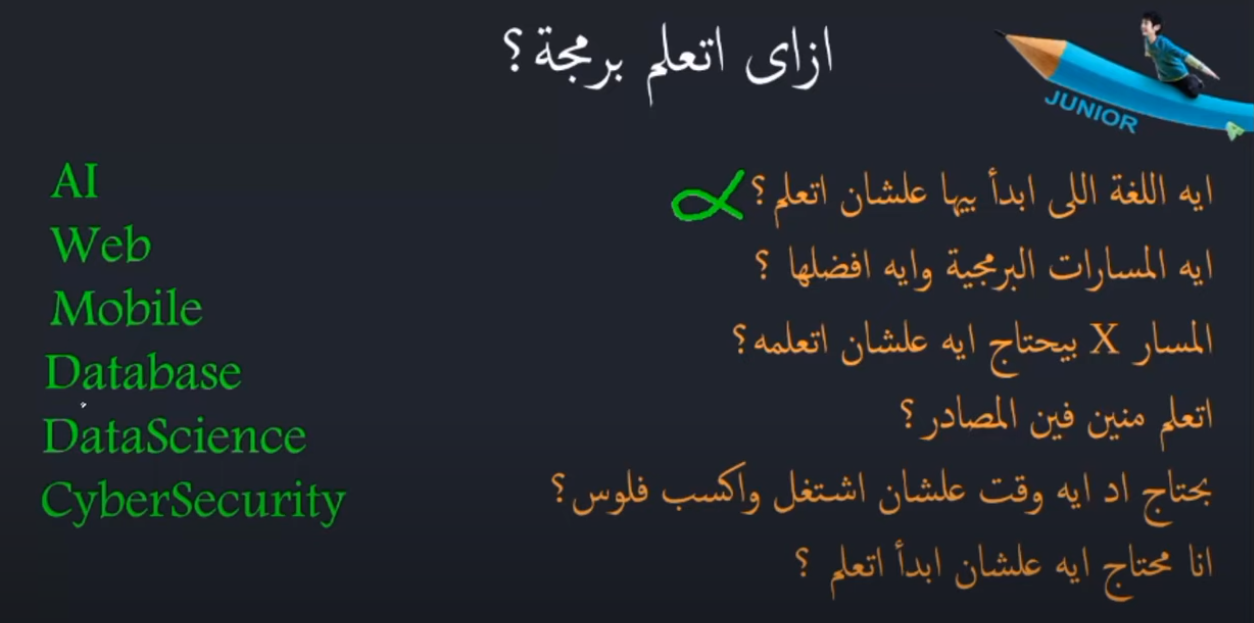 ازاى اتعلم برمجة ؟
JUNIOR
ايه اللغة اللى ابدأ بيها علشان اتعلم ؟
ايه المسارات البرمجية وايه افضلها ؟
المسار X بيحتاج ايه علشان اتعلمه ؟
اتعلم منين فين المصادر ؟
بحتاج اد ايه وقت علشان اشتغل واكسب فلوس ؟
انا محتاج ايه علشان ابدأ اتعلم ؟
AI
Web
Mobile
Database
DataScience
CyberSecurity